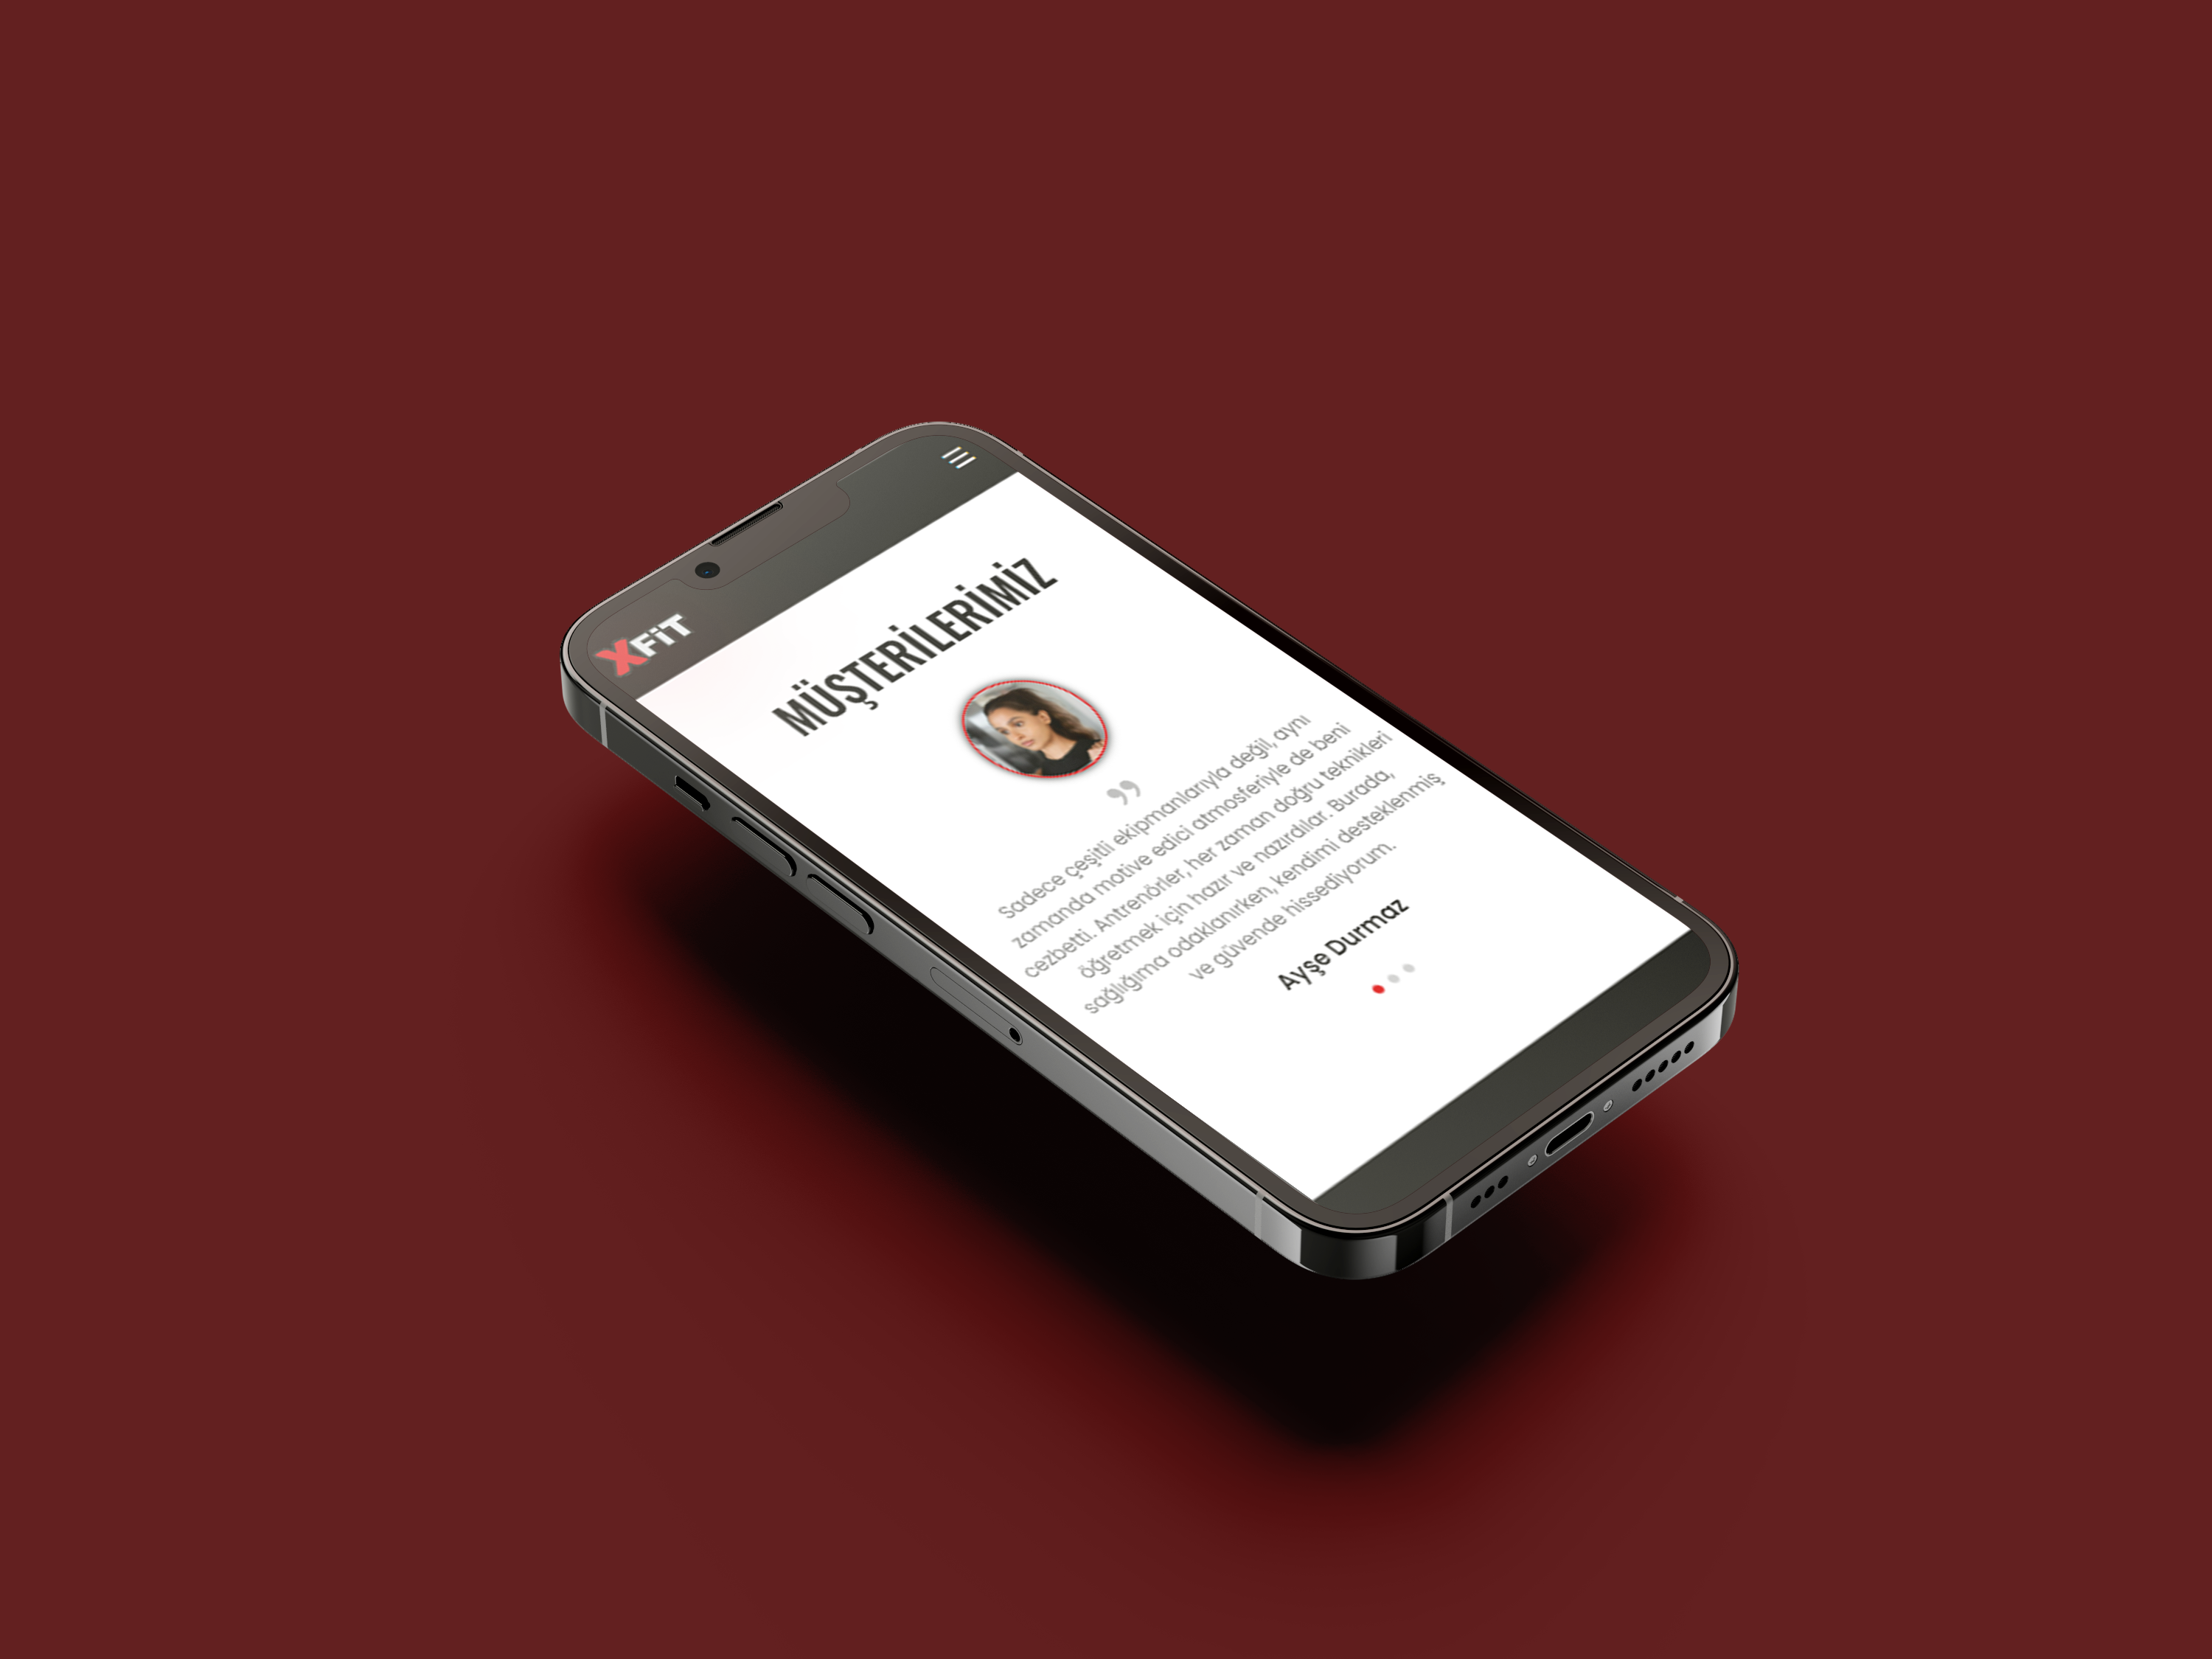 XFiT
MÜŞTERİLERİMİZ
”
Sadece çeşitli ekipmanlarıyla değil, aynı
zamanda motive edici atmosferiyle de beni
cezbetti. Antrenörler, her zaman doğru teknikleri
öğretmek için hazır ve nazırdılar. Burada,
sağlığıma odaklanırken, kendimi desteklenmiş
ve güvende hissediyorum.
Ayşe Durmaz